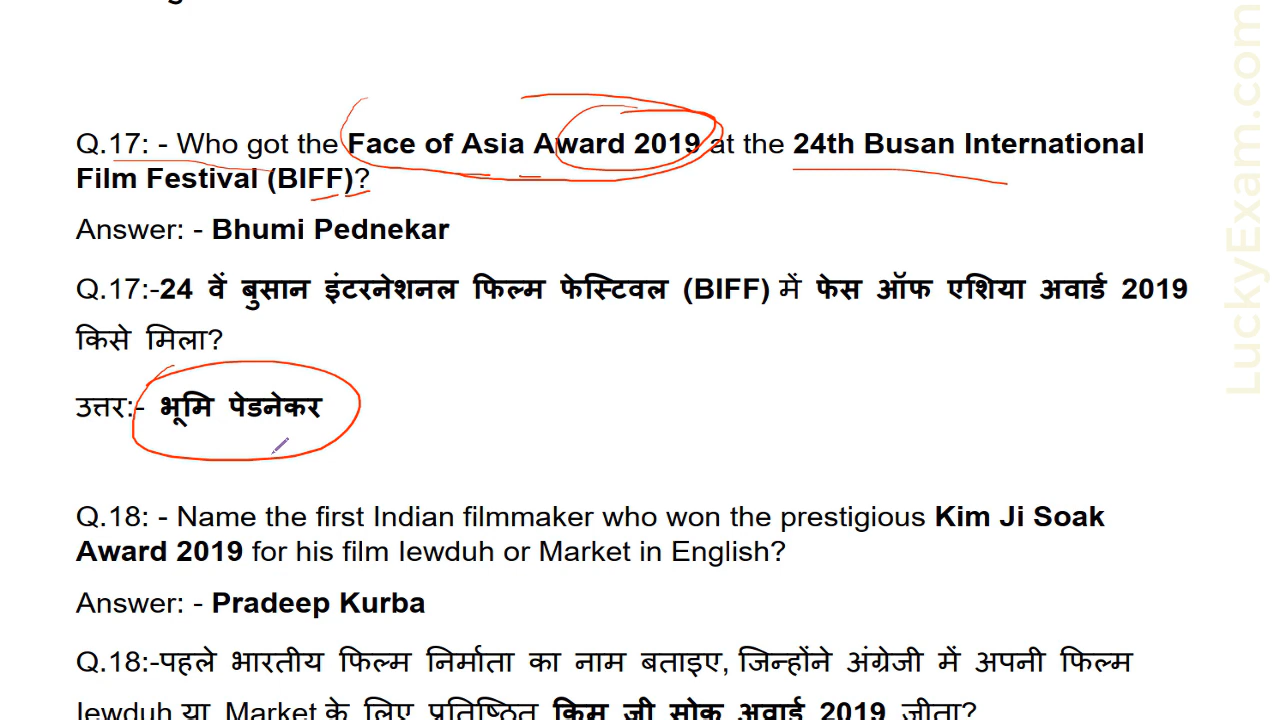 Q.17: - Who got the Face of Asia Award 2019 at the 24th Busan International
Film Festival (BIFF)?
Answer: - Bhumi Pednekar
Q.17:-24 वें बुसान इंटरनेशनल फिल्म फेस्टिवल (BIFF) में फेस ऑफ एशिया अवार्ड 2019
किसे मिला?
उत्तर:- भूमि पेडनेकर
Q.18: - Name the first Indian filmmaker who won the prestigious Kim Ji Soak
Award 2019 for his film Iewduh or Market in English?
Answer: - Pradeep Kurba
Q.18:-पहले भारतीय फिल्म निर्माता का नाम बताइए, जिन्होंने अंग्रेजी में अपनी फिल्म
Iewduh या Market के लिए प्रतिष्ठित किम जी सोक अवार्ड 2019 जीता?
LuckyExam.com